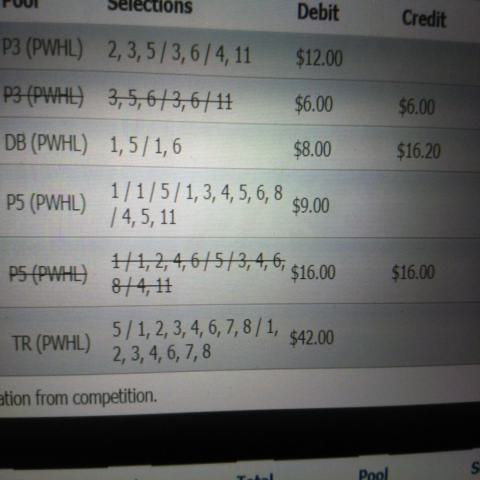 Pool Selections Debit Credit
P3 (PWHL) 2, 3, 5 / 3, 6 / 4, 11 $12.00
P3 (PWHL) 3, 5, 6 / 3, 6 / 11 $6.00 $6.00
DB (PWHL) 1, 5 / 1, 6 $8.00 $16.20
P5 (PWHL) 1 / 1 / 5 / 1, 3, 4, 5, 6, 8 $9.00
/ 4, 5, 11
P5 (PWHL) 1 / 1, 2, 4, 6 / 5 / 3, 4, 6, $16.00 $16.00
8 / 4, 11
TR (PWHL) 5 / 1, 2, 3, 4, 6, 7, 8 / 1, $42.00
2, 3, 4, 6, 7, 8
ation from competition.
Total Pool